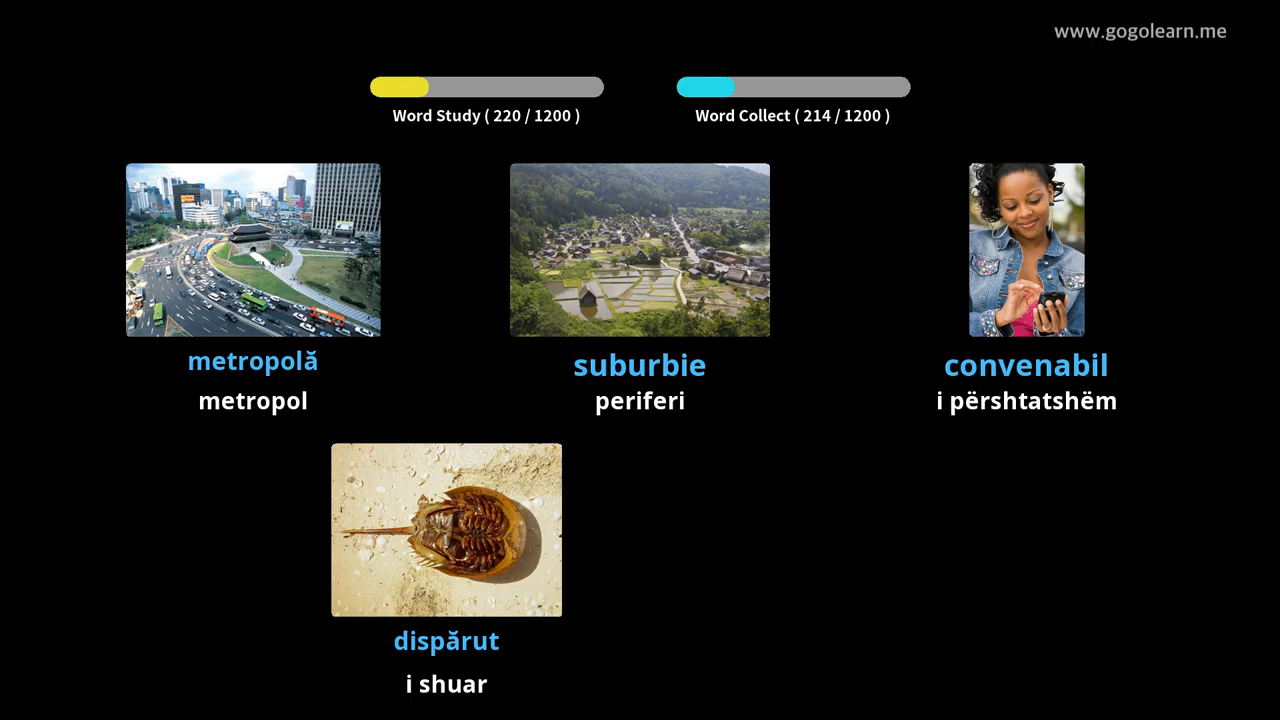 www.gogolearn.me
Word Study ( 220 / 1200 )
Word Collect ( 214 / 1200 )
metropolă
metropol
suburbie
periferi
convenabil
i përshtatshëm
dispărut
i shuar